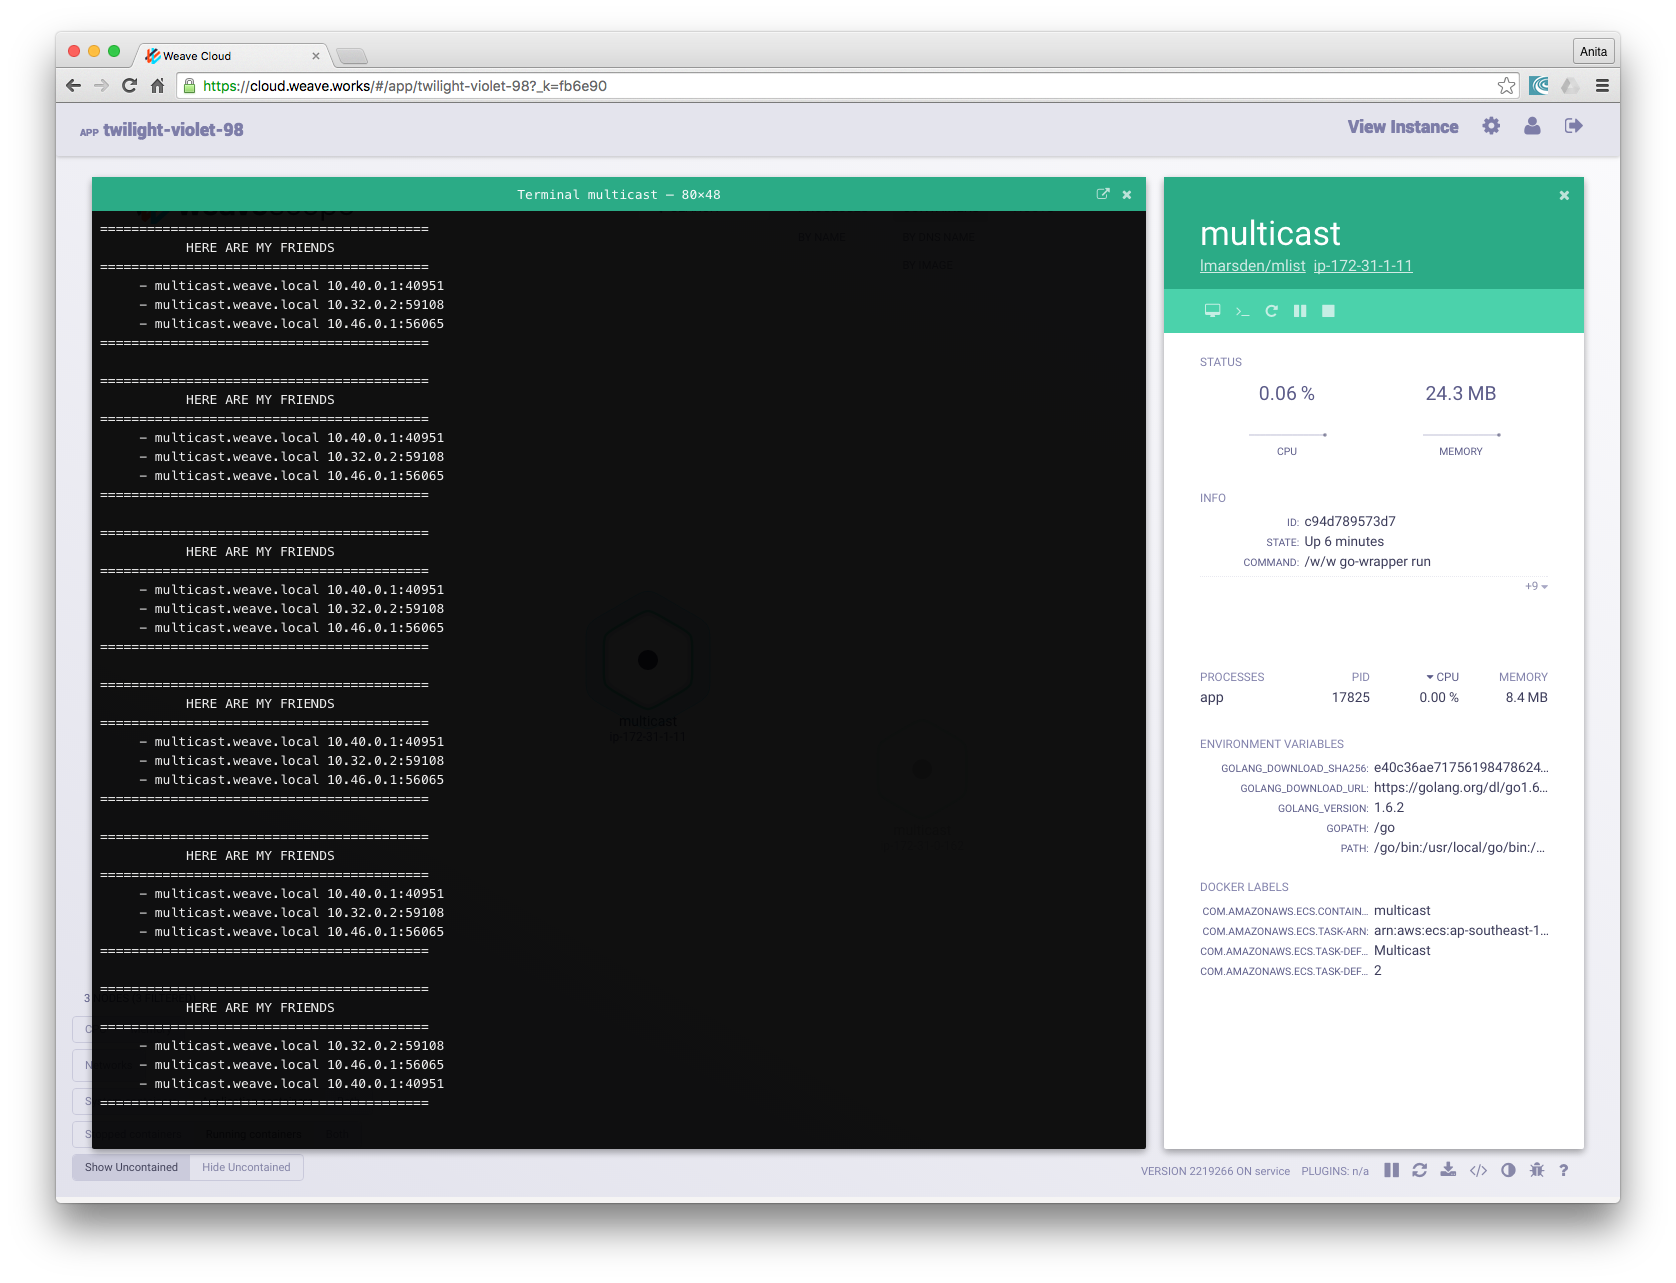 Weave Cloud
Anita
https://cloud.weave.works/#/app/twilight-violet-98?_k=fb6e90
APP twilight-violet-98
View Instance
Terminal multicast — 80×48
=========================================
HERE ARE MY FRIENDS
=========================================
- multicast.weave.local 10.40.0.1:40951
- multicast.weave.local 10.32.0.2:59108
- multicast.weave.local 10.46.0.1:56065
=========================================
=========================================
HERE ARE MY FRIENDS
=========================================
- multicast.weave.local 10.40.0.1:40951
- multicast.weave.local 10.32.0.2:59108
- multicast.weave.local 10.46.0.1:56065
=========================================
=========================================
HERE ARE MY FRIENDS
=========================================
- multicast.weave.local 10.40.0.1:40951
- multicast.weave.local 10.32.0.2:59108
- multicast.weave.local 10.46.0.1:56065
=========================================
=========================================
HERE ARE MY FRIENDS
=========================================
- multicast.weave.local 10.40.0.1:40951
- multicast.weave.local 10.32.0.2:59108
- multicast.weave.local 10.46.0.1:56065
=========================================
=========================================
HERE ARE MY FRIENDS
=========================================
- multicast.weave.local 10.40.0.1:40951
- multicast.weave.local 10.32.0.2:59108
- multicast.weave.local 10.46.0.1:56065
=========================================
=========================================
HERE ARE MY FRIENDS
=========================================
- multicast.weave.local 10.32.0.2:59108
- multicast.weave.local 10.46.0.1:56065
- multicast.weave.local 10.40.0.1:40951
=========================================
multicast
ip-172-31-1-11
Show Uncontained Hide Uncontained
multicast
lmarsden/mlist ip-172-31-1-11
STATUS
0.06 % 24.3 MB
CPU MEMORY
INFO
ID: c94d789573d7
STATE: Up 6 minutes
COMMAND: /w/w go-wrapper run
+9
PROCESSES PID CPU MEMORY
app 17825 0.00 % 8.4 MB
ENVIRONMENT VARIABLES
GOLANG_DOWNLOAD_SHA256: e40c36ae71756198478624...
GOLANG_DOWNLOAD_URL: https://golang.org/dl/go1.6...
GOLANG_VERSION: 1.6.2
GOPATH: /go
PATH: /go/bin:/usr/local/go/bin:/...
DOCKER LABELS
COM.AMAZONAWS.ECS.CONTAIN... multicast
COM.AMAZONAWS.ECS.TASK-ARN: arn:aws:ecs:ap-southeast-1...
COM.AMAZONAWS.ECS.TASK-DEF... Multicast
COM.AMAZONAWS.ECS.TASK-DEF... 2
VERSION 2219266 ON service PLUGINS: n/a